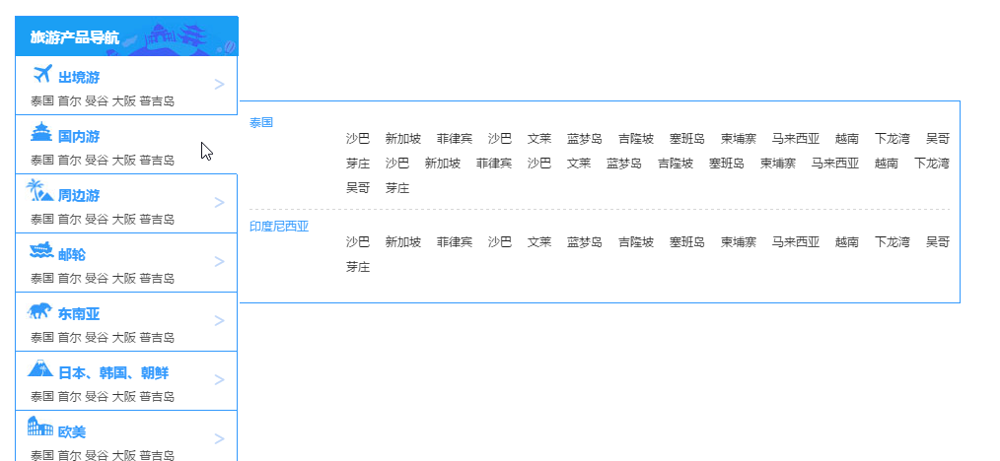 旅游产品导航
出境游
>
泰国 首尔 曼谷 大阪 普吉岛
国内游
泰国 首尔 曼谷 大阪 普吉岛
周边游
>
泰国 首尔 曼谷 大阪 普吉岛
邮轮
>
泰国 首尔 曼谷 大阪 普吉岛
东南亚
>
泰国 首尔 曼谷 大阪 普吉岛
日本、韩国、朝鲜
>
泰国 首尔 曼谷 大阪 普吉岛
欧美
>
泰国 首尔 曼谷 大阪 普吉岛
泰国
沙巴 新加坡 菲律宾 沙巴 文莱 蓝梦岛 吉隆坡 塞班岛 柬埔寨 马来西亚 越南 下龙湾 吴哥
芽庄 沙巴 新加坡 菲律宾 沙巴 文莱 蓝梦岛 吉隆坡 塞班岛 柬埔寨 马来西亚 越南 下龙湾
吴哥 芽庄
印度尼西亚
沙巴 新加坡 菲律宾 沙巴 文莱 蓝梦岛 吉隆坡 塞班岛 柬埔寨 马来西亚 越南 下龙湾 吴哥
芽庄